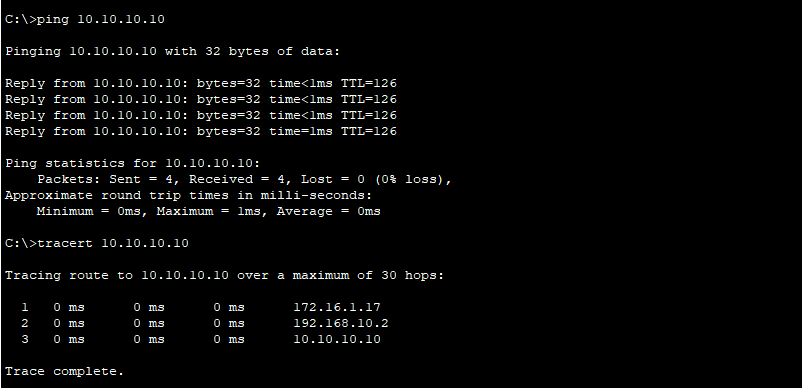 C:\>ping 10.10.10.10
Pinging 10.10.10.10 with 32 bytes of data:
Reply from 10.10.10.10: bytes=32 time<1ms TTL=126
Reply from 10.10.10.10: bytes=32 time<1ms TTL=126
Reply from 10.10.10.10: bytes=32 time<1ms TTL=126
Reply from 10.10.10.10: bytes=32 time=1ms TTL=126
Ping statistics for 10.10.10.10:
    Packets: Sent = 4, Received = 4, Lost = 0 (0% loss),
Approximate round trip times in milli-seconds:
    Minimum = 0ms, Maximum = 1ms, Average = 0ms
C:\>tracert 10.10.10.10
Tracing route to 10.10.10.10 over a maximum of 30 hops:
  1   0 ms      0 ms      0 ms      172.16.1.17
  2   0 ms      0 ms      0 ms      192.168.10.2
  3   0 ms      0 ms      0 ms      10.10.10.10
Trace complete.